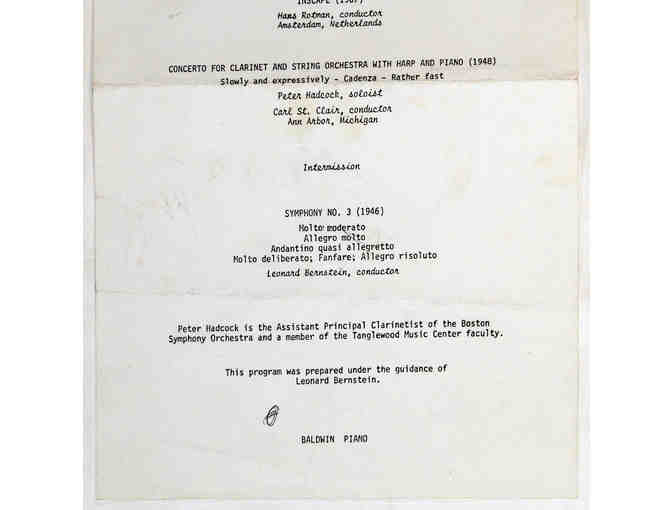 INSCAPE (1967)
Hans Rotman, conductor
Amsterdam, Netherlands
CONCERTO FOR CLARINET AND STRING ORCHESTRA WITH HARP AND PIANO (1948)
Slowly and expressively - Cadenza - Rather fast
Peter Hadcock, soloist
Carl St. Clair, conductor
Ann Arbor, Michigan
Intermission
SYMPHONY NO. 3 (1946)
Molto moderato
Allegro molto
Andantino quasi allegretto
Molto deliberato; Fanfare; Allegro risoluto
Leonard Bernstein, conductor
Peter Hadcock is the Assistant Principal Clarinetist of the Boston
Symphony Orchestra and a member of the Tanglewood Music Center faculty.
This program was prepared under the guidance of
Leonard Bernstein.
BALDWIN PIANO